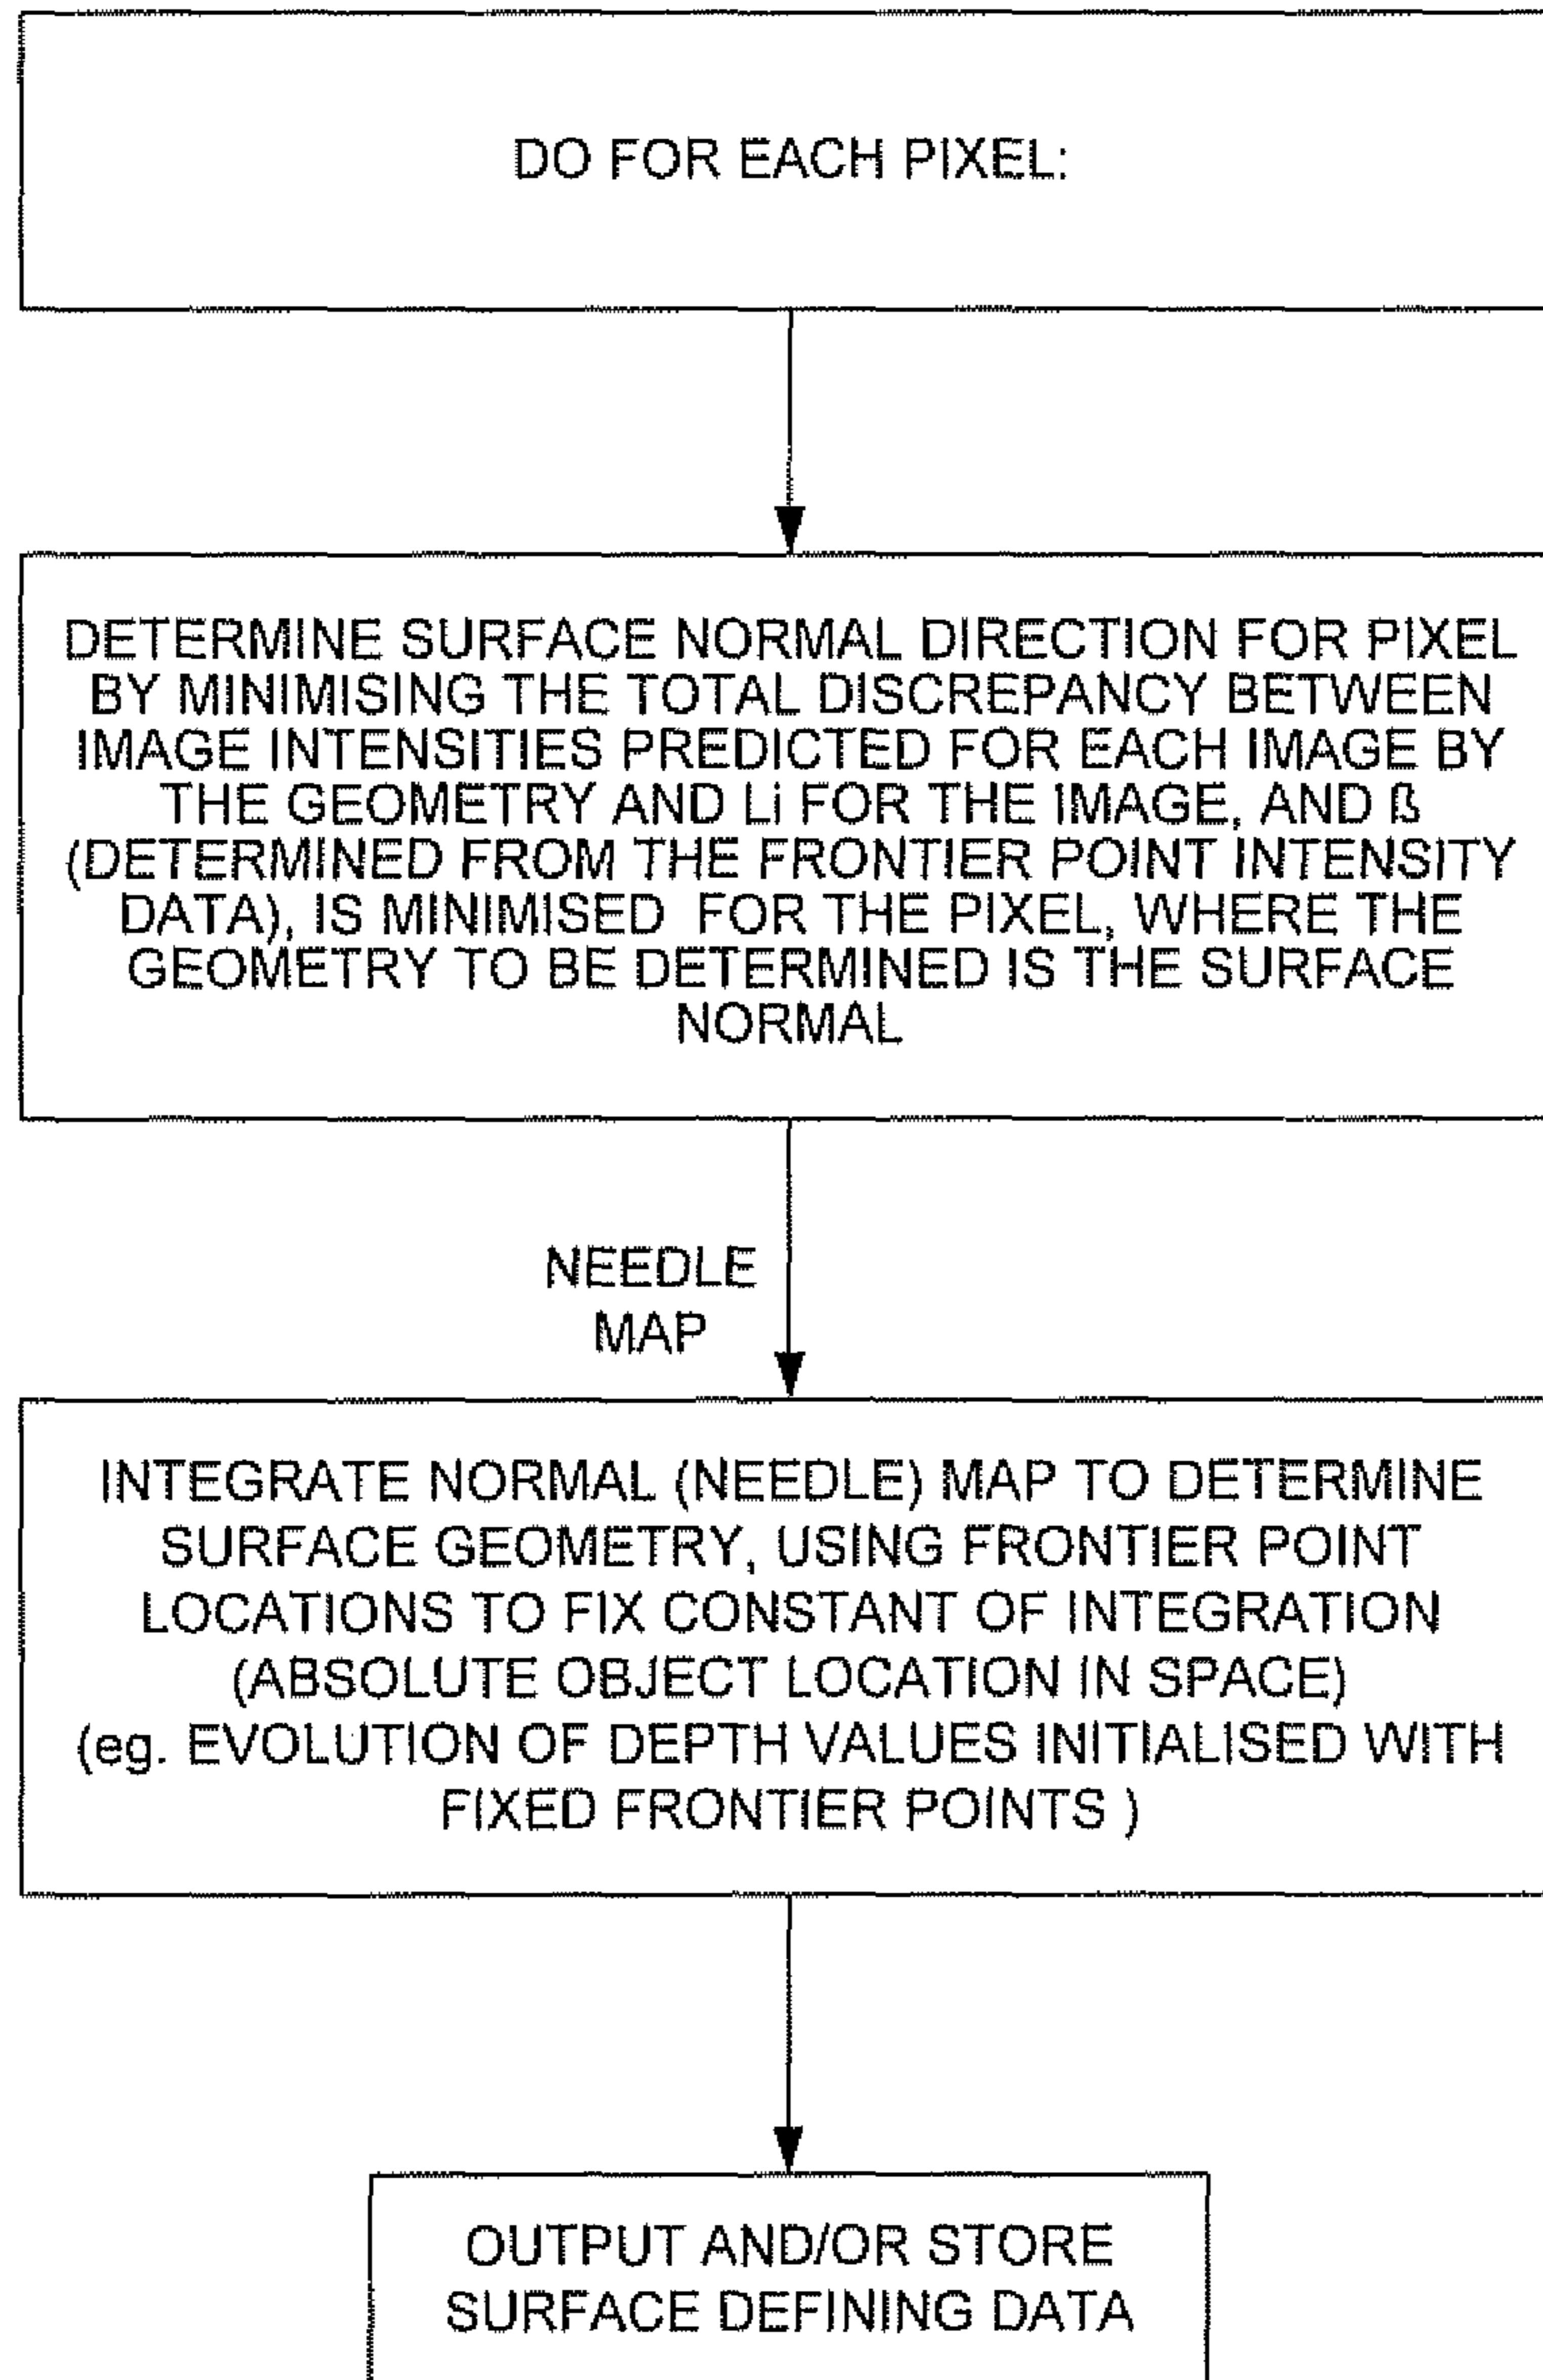 DO FOR EACH PIXEL:
DETERMINE SURFACE NORMAL DIRECTION FOR PIXEL
BY MINIMISING THE TOTAL DISCREPANCY BETWEEN
IMAGE INTENSITIES PREDICTED FOR EACH IMAGE BY
THE GEOMETRY AND Li FOR THE IMAGE, AND ß
(DETERMINED FROM THE FRONTIER POINT INTENSITY
DATA), IS MINIMISED FOR THE PIXEL, WHERE THE
GEOMETRY TO BE DETERMINED IS THE SURFACE
NORMAL
NEEDLE
MAP
INTEGRATE NORMAL (NEEDLE) MAP TO DETERMINE
SURFACE GEOMETRY, USING FRONTIER POINT
LOCATIONS TO FIX CONSTANT OF INTEGRATION
(ABSOLUTE OBJECT LOCATION IN SPACE)
(eg. EVOLUTION OF DEPTH VALUES INITIALISED WITH
FIXED FRONTIER POINTS )
OUTPUT AND/OR STORE
SURFACE DEFINING DATA